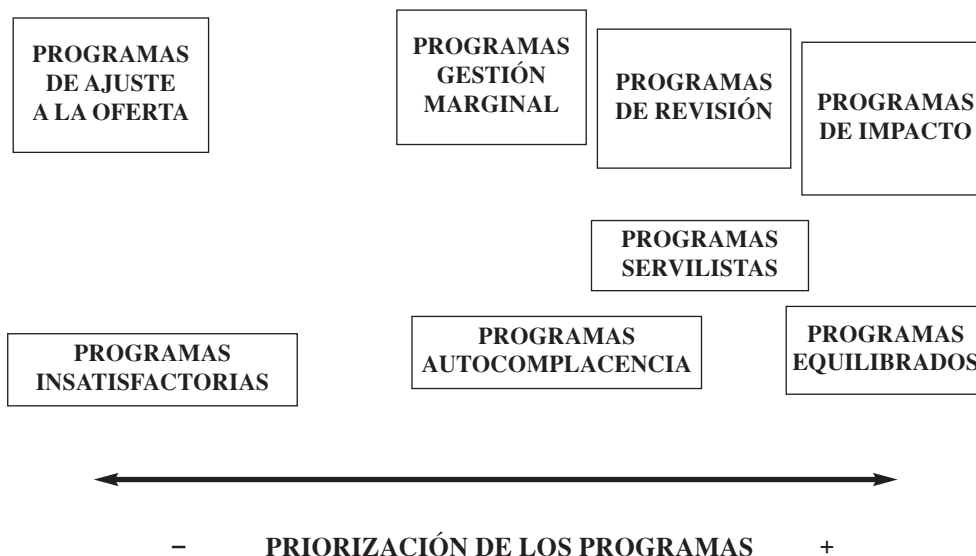 PROGRAMAS
DE AJUSTE
A LA OFERTA
PROGRAMAS
GESTIÓN
MARGINAL
PROGRAMAS
DE REVISIÓN
PROGRAMAS
DE IMPACTO
PROGRAMAS
SERVILISTAS
PROGRAMAS
INSATISFACTORIAS
PROGRAMAS
AUTOCOMPLACENCIA
PROGRAMAS
EQUILIBRADOS
– PRIORIZACIÓN DE LOS PROGRAMAS +